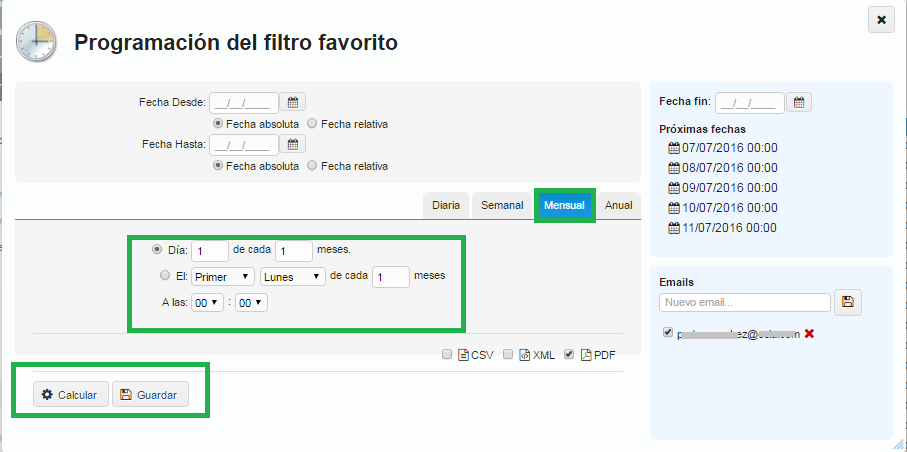 Programación del filtro favorito
Fecha Desde: __/__/____
Fecha absoluta Fecha relativa
Fecha Hasta: __/__/____
Fecha absoluta Fecha relativa
Diaria Semanal Mensual Anual
Día: 1 de cada 1 meses.
El: Primer Lunes de cada 1 meses
A las: 00 : 00
CSV XML PDF
Calcular Guardar
Fecha fin: __/__/____
Próximas fechas
07/07/2016 00:00
08/07/2016 00:00
09/07/2016 00:00
10/07/2016 00:00
11/07/2016 00:00
Emails
Nuevo email...